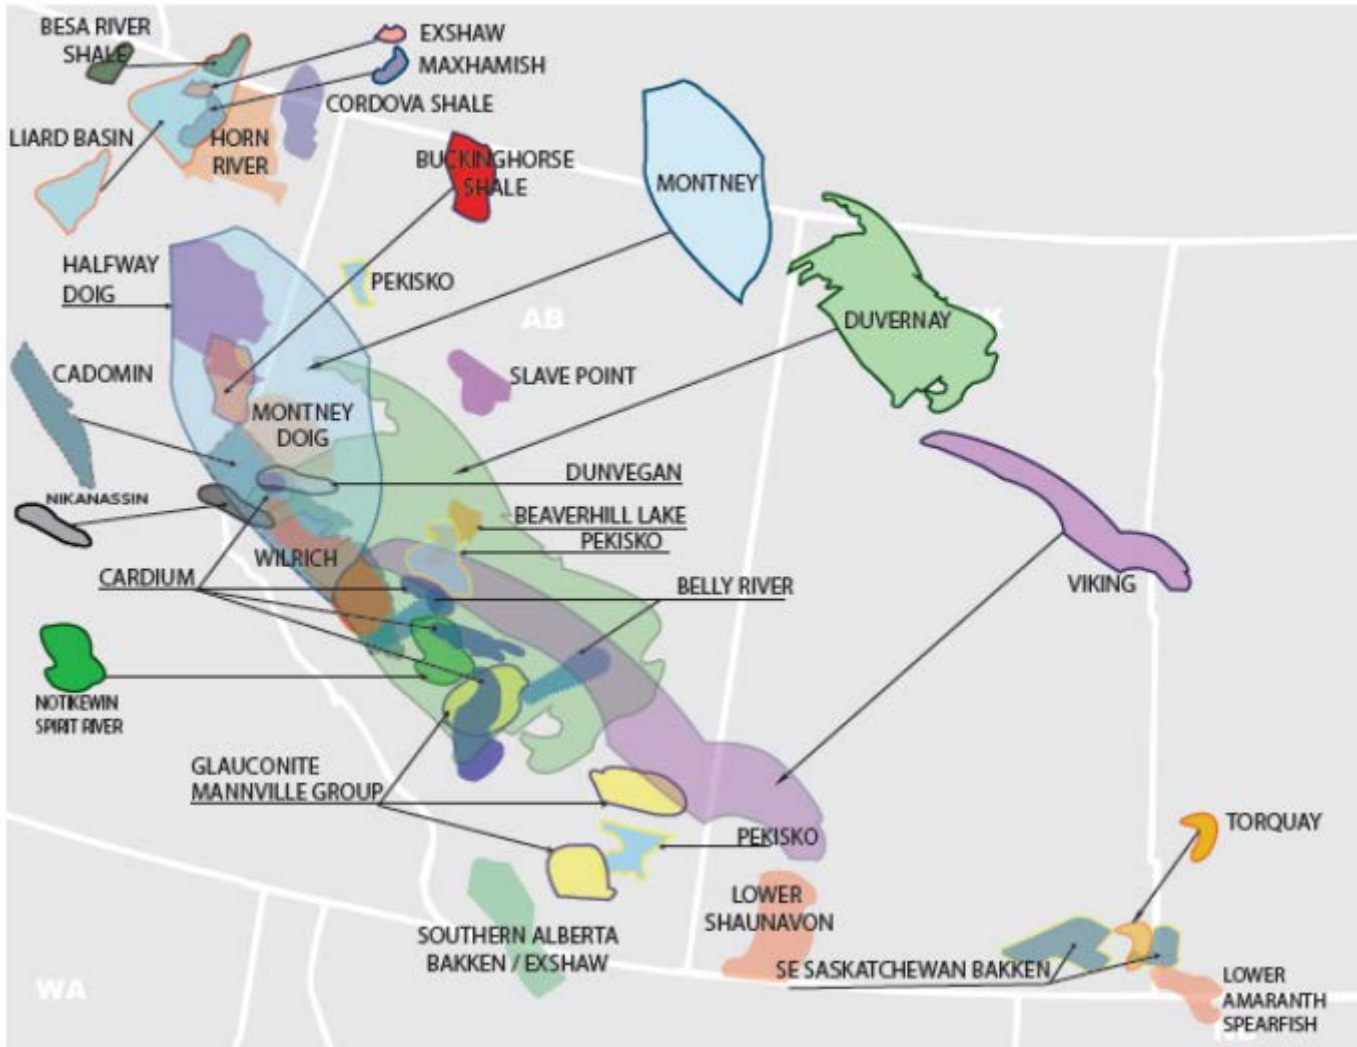 BESA RIVER
SHALE
EXSHAW
MAXHAMISH
CORDOVA SHALE
LIARD BASIN
HORN
RIVER
BUCKINGHORSE
SHALE
MONTNEY
HALFWAY
DOIG
PEKISKO
AB
DUVERNAY
K
CADOMIN
SLAVE POINT
MONTNEY
DOIG
DUNVEGAN
NIKANASSIN
BEAVERHILL LAKE
PEKISKO
WILRICH
CARDIUM
BELLY RIVER
VIKING
NOTIKEWIN
SPIRIT RIVER
GLAUCONITE
MANNVILLE GROUP
PEKISKO
TORQUAY
LOWER
SHAUNAVON
SOUTHERN ALBERTA
BAKKEN / EXSHAW
SE SASKATCHEWAN BAKKEN
WA
LOWER
AMARANTH
SPEARFISH